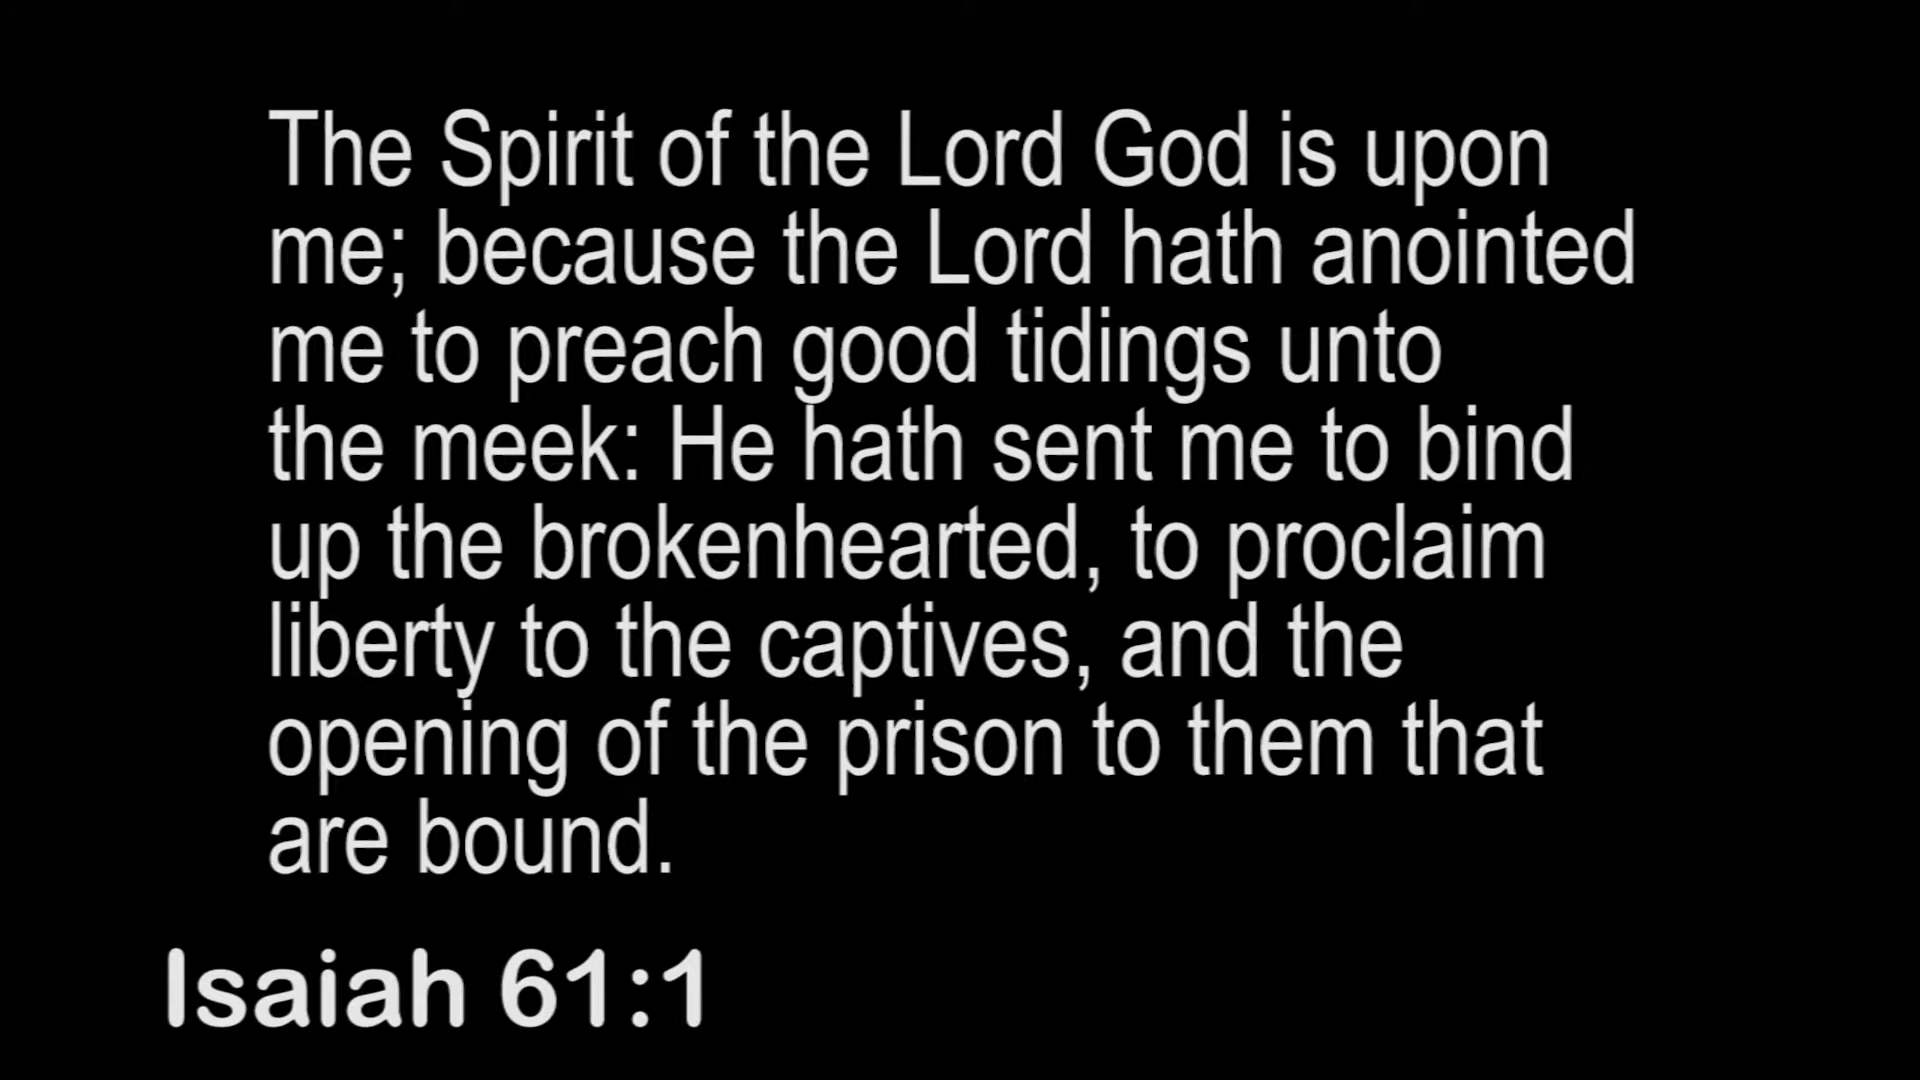 The Spirit of the Lord God is upon
me; because the Lord hath anointed
me to preach good tidings unto
the meek: He hath sent me to bind
up the brokenhearted, to proclaim
liberty to the captives, and the
opening of the prison to them that
are bound.
Isaiah 61:1